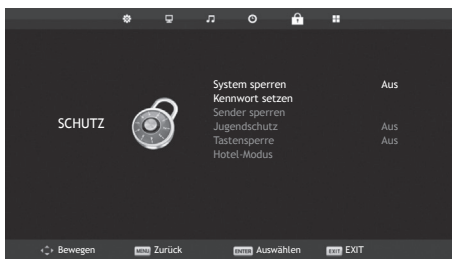 System sperren Aus
Kennwort setzen
Sender sperren
SCHUTZ
Jugendschutz Aus
Tastensperre Aus
Hotel-Modus
Bewegen MENU Zurück ENTER Auswählen EXIT EXIT